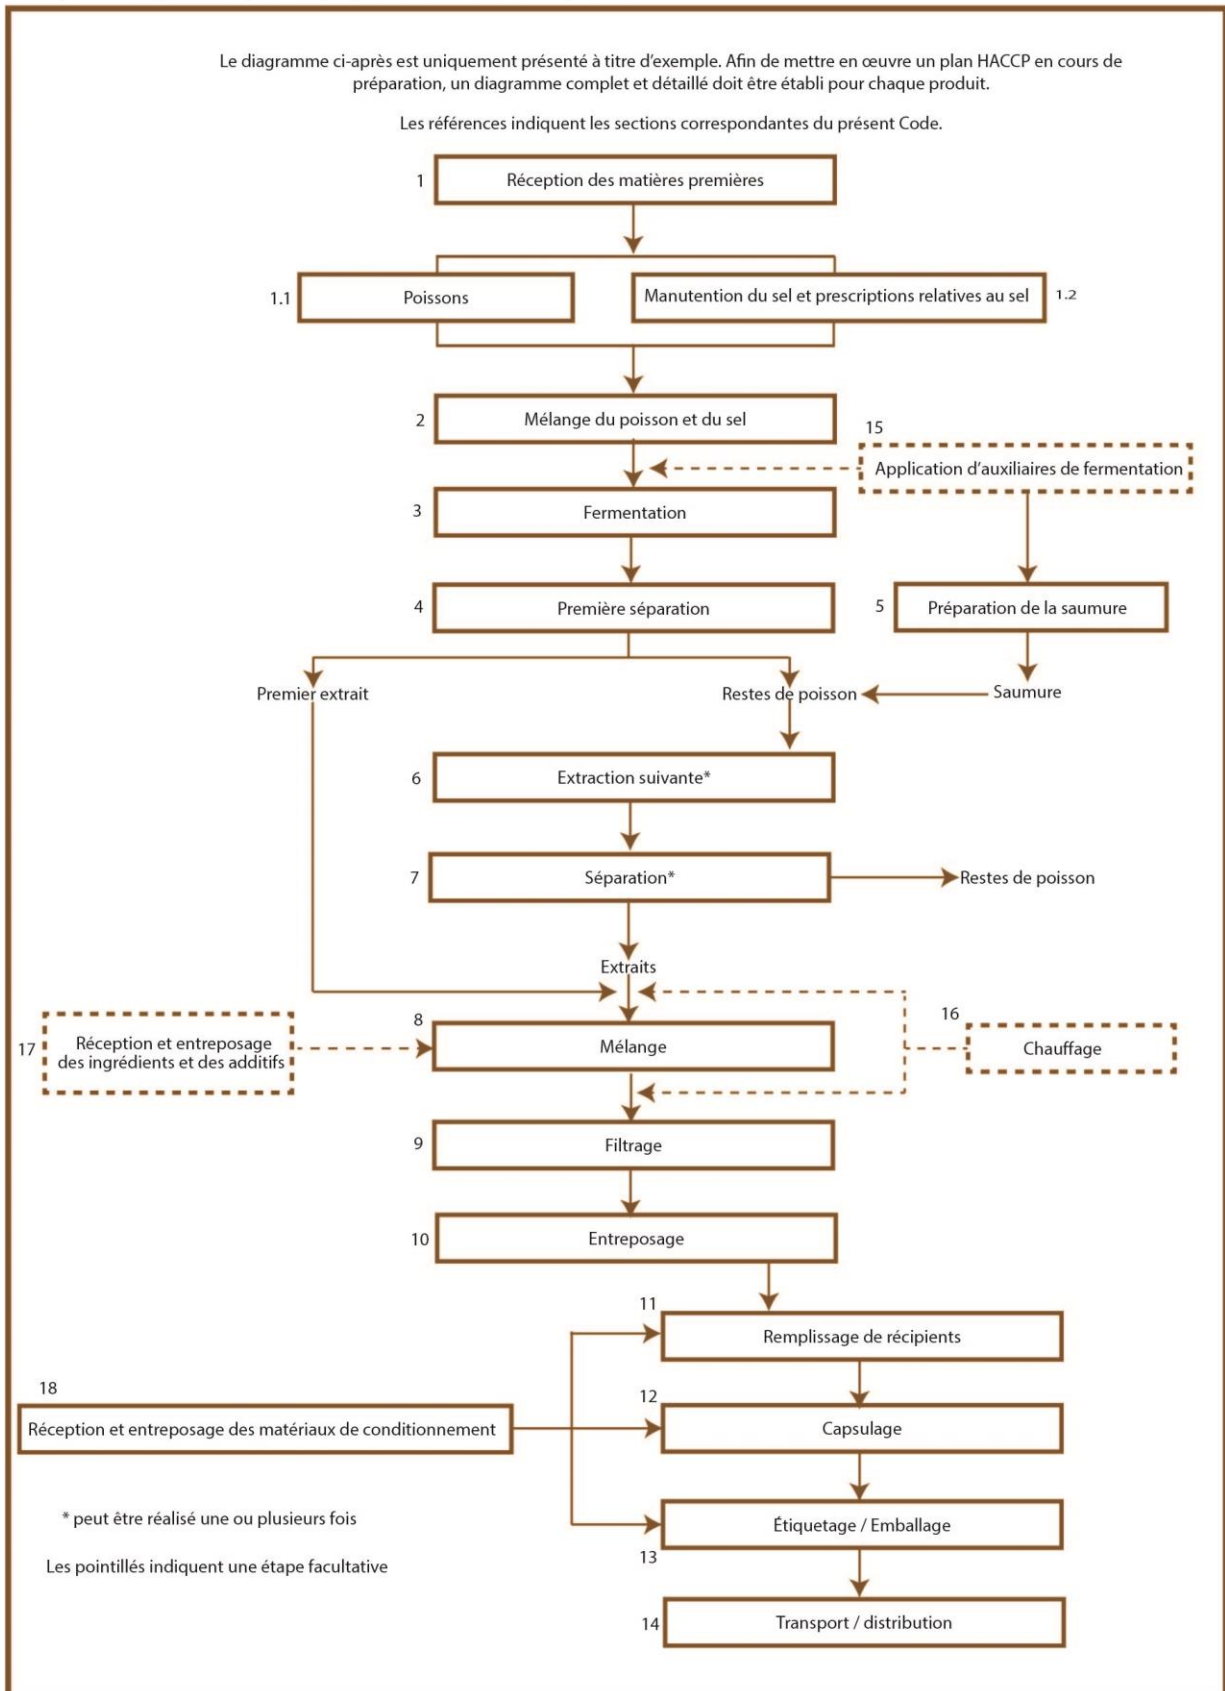 Le diagramme ci-après est uniquement présenté à titre d'exemple. Afin de mettre en œuvre un plan HACCP en cours de
préparation, un diagramme complet et détaillé doit être établi pour chaque produit.
Les références indiquent les sections correspondantes du présent Code.
1
Réception des matières premières
1.1
Poissons
Manutention du sel et prescriptions relatives au sel
1.2
2
Mélange du poisson et du sel
15
Application d'auxiliaires de fermentation
3
Fermentation
4
Première séparation
5
Préparation de la saumure
Premier extrait
Restes de poisson
Saumure
6
Extraction suivante*
7
Séparation*
Restes de poisson
Extraits
17
Réception et entreposage
des ingrédients et des additifs
8
Mélange
16
Chauffage
9
Filtrage
10
Entreposage
11
Remplissage de récipients
18
Réception et entreposage des matériaux de conditionnement
12
Capsulage
* peut être réalisé une ou plusieurs fois
Étiquetage / Emballage
13
Les pointillés indiquent une étape facultative
14
Transport / distribution